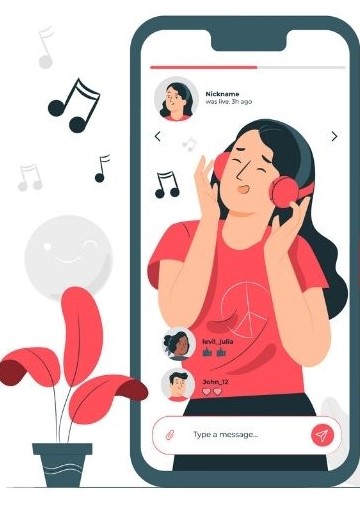 Nickname
was live. 3h ago
levil_julia
John_12
Type a message...